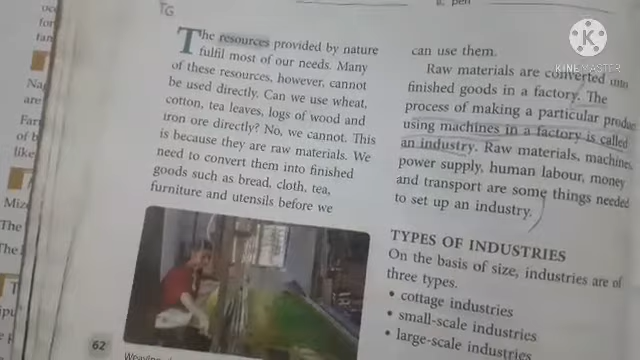 TG
The resources provided by nature
fulfil most of our needs. Many
of these resources, however, cannot
be used directly. Can we use wheat,
cotton, tea leaves, logs of wood and
iron ore directly? No, we cannot. This
is because they are raw materials. We
need to convert them into finished
goods such as bread, cloth, tea,
furniture and utensils before we
62
can use them.
Raw materials are converted into
finished goods in a factory. The
process of making a particular produc
using machines in a factory is called
an industry. Raw materials, machines,
power supply, human labour, money
and transport are some things needed
to set up an industry.
TYPES OF INDUSTRIES
On the basis of size, industries are of
three types.
• cottage industries
• small-scale industries
• large-scale industries
KINEMASTER